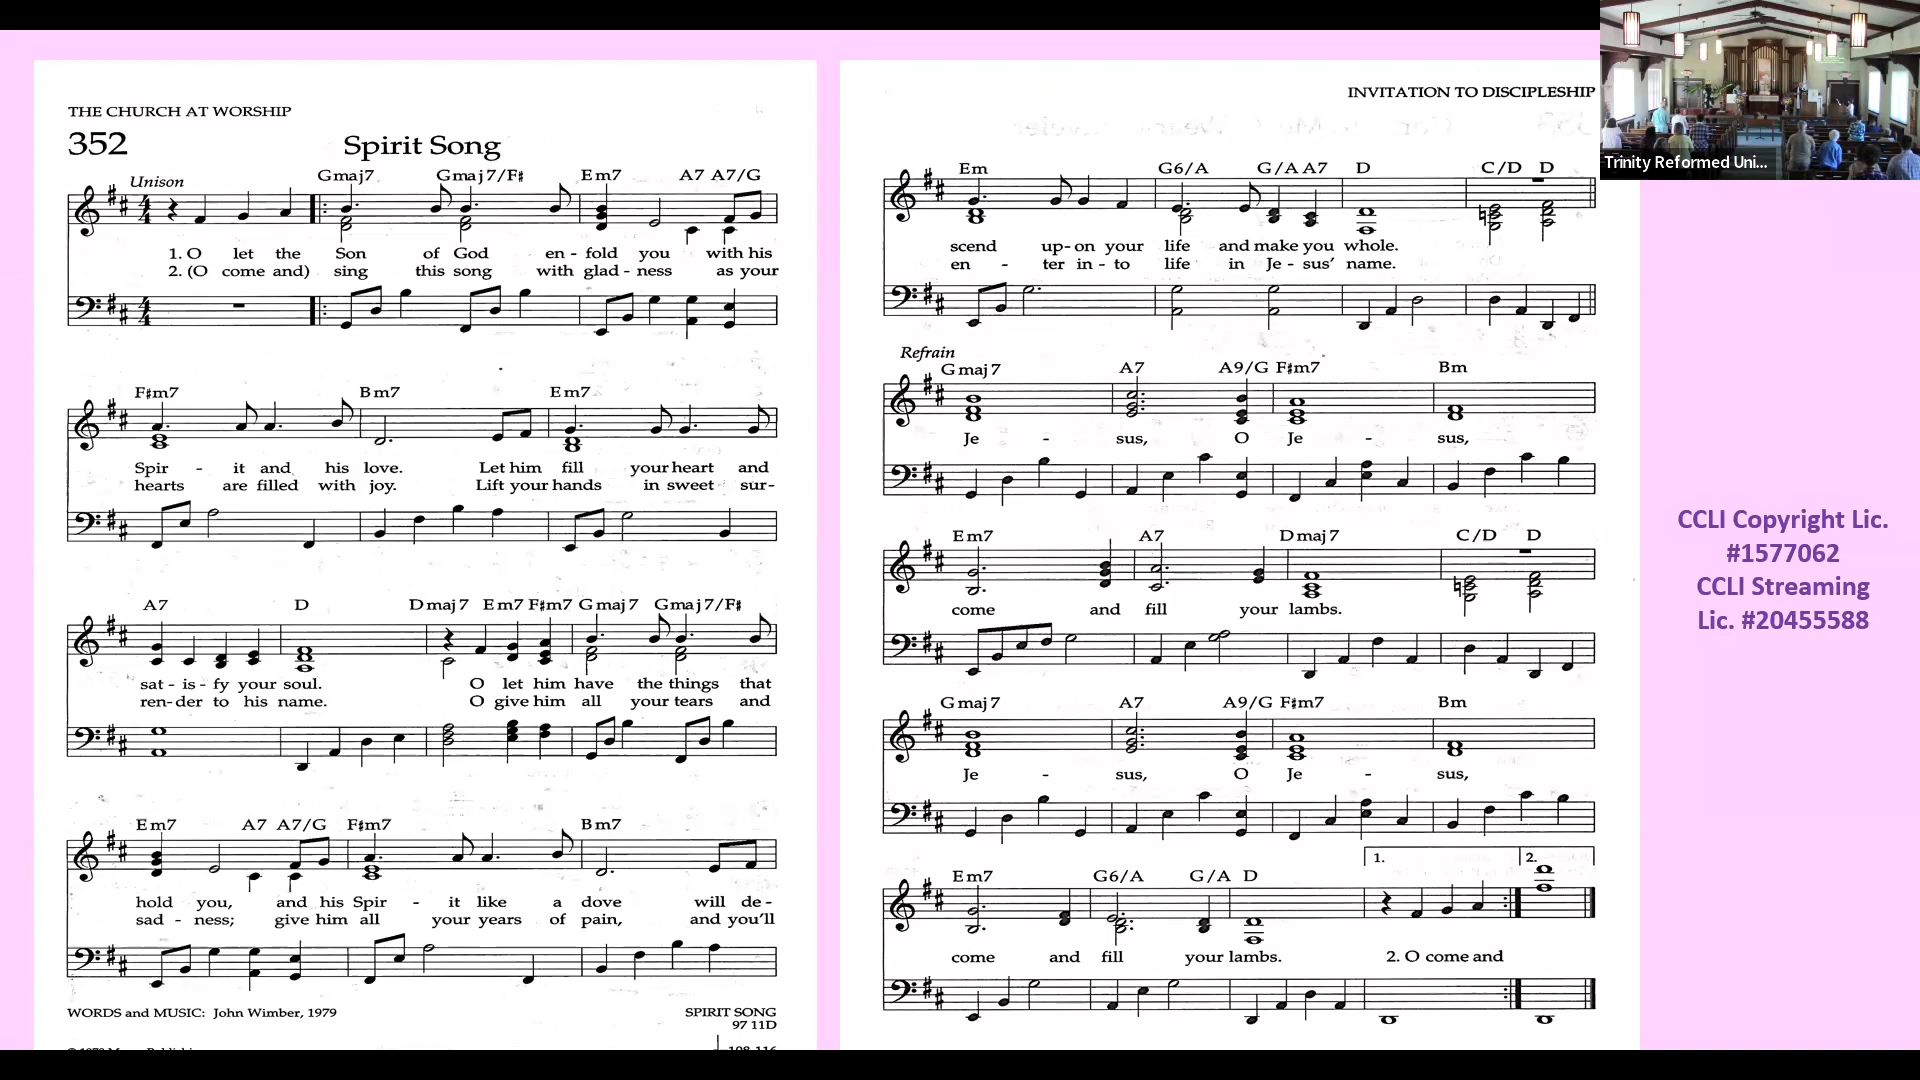 THE CHURCH AT WORSHIP
352
Spirit Song
Unison
Gmaj7 Gmaj7/F♯ Em7 A7 A7/G
1. O let the Son of God en - fold you with his
2. (O come and) sing this song with glad - ness as your
F♯m7 Bm7 Em7
Spir - it and his love. Let him fill your heart and
hearts are filled with joy. Lift your hands in sweet sur-
A7 D Dmaj7 Em7 F♯m7 Gmaj7 Gmaj7/F♯
sat - is - fy your soul. O let him have the things that
ren - der to his name. O give him all your tears and
Em7 A7 A7/G F♯m7 Bm7
hold you, and his Spir - it like a dove will de -
sad - ness; give him all your years of pain, and you'll
WORDS and MUSIC: John Wimber, 1979
SPIRIT SONG
97 11D
INVITATION TO DISCIPLESHIP
Em G6/A G/A A7 D C/D D
scend up - on your life and make you whole.
en - ter in - to life in Je - sus' name.
Refrain
Gmaj7 A7 A9/G F♯m7 Bm
Je - sus, O Je - sus,
Em7 A7 Dmaj7 C/D D
come and fill your lambs.
Gmaj7 A7 A9/G F♯m7 Bm
Je - sus, O Je - sus,
1. 2.
Em7 G6/A G/A D
come and fill your lambs. 2. O come and
Trinity Reformed Uni...
CCLI Copyright Lic.
#1577062
CCLI Streaming
Lic. #20455588